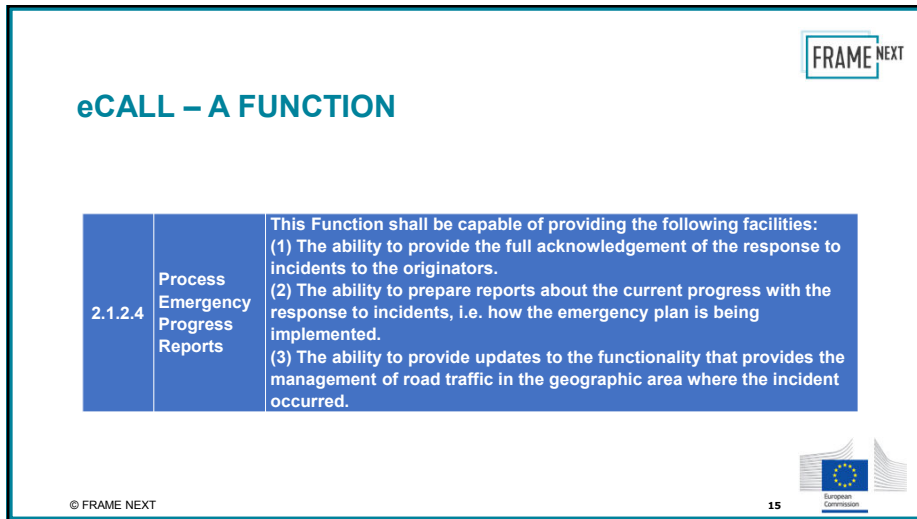 FRAME NEXT
eCALL – A FUNCTION
2.1.2.4
Process
Emergency
Progress
Reports
This Function shall be capable of providing the following facilities:
(1) The ability to provide the full acknowledgement of the response to
incidents to the originators.
(2) The ability to prepare reports about the current progress with the
response to incidents, i.e. how the emergency plan is being
implemented.
(3) The ability to provide updates to the functionality that provides the
management of road traffic in the geographic area where the incident
occurred.
© FRAME NEXT
15
European
Commission